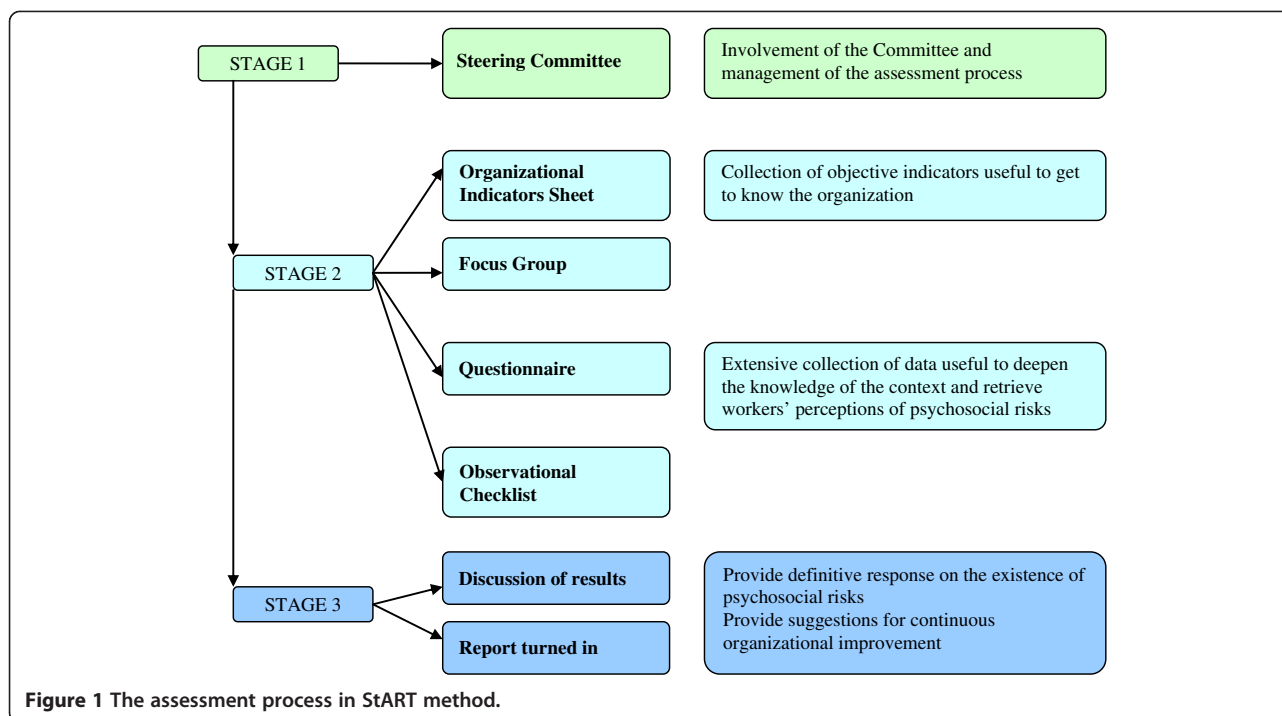 STAGE 1
Steering Committee
Involvement of the Committee and
management of the assessment process
Organizational
Indicators Sheet
Collection of objective indicators useful to get
to know the organization
STAGE 2
Focus Group
Questionnaire
Extensive collection of data useful to deepen
the knowledge of the context and retrieve
workers’ perceptions of psychosocial risks
Observational
Checklist
STAGE 3
Discussion of results
Report turned in
Provide definitive response on the existence of
psychosocial risks
Provide suggestions for continuous
organizational improvement
Figure 1 The assessment process in StART method.